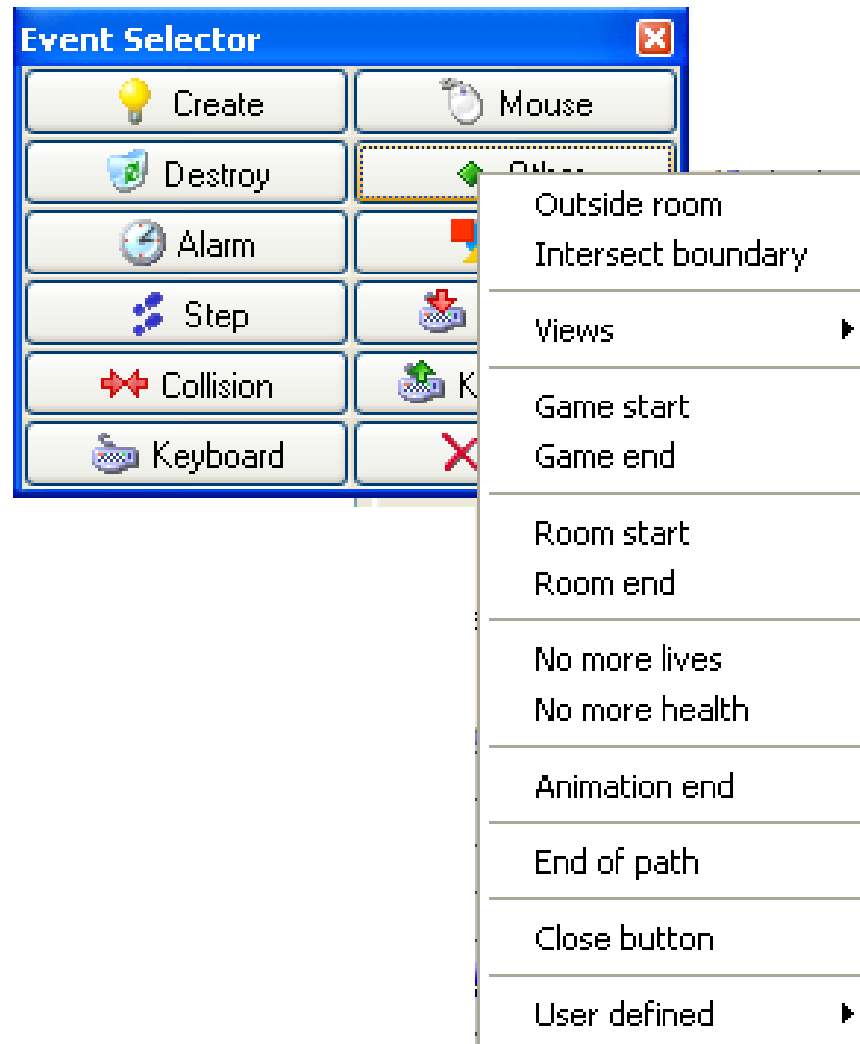 Event Selector
Create
Mouse
Destroy
Other
Alarm
Step
Collision
K
Keyboard
Outside room
Intersect boundary
Views
Game start
Game end
Room start
Room end
No more lives
No more health
Animation end
End of path
Close button
User defined